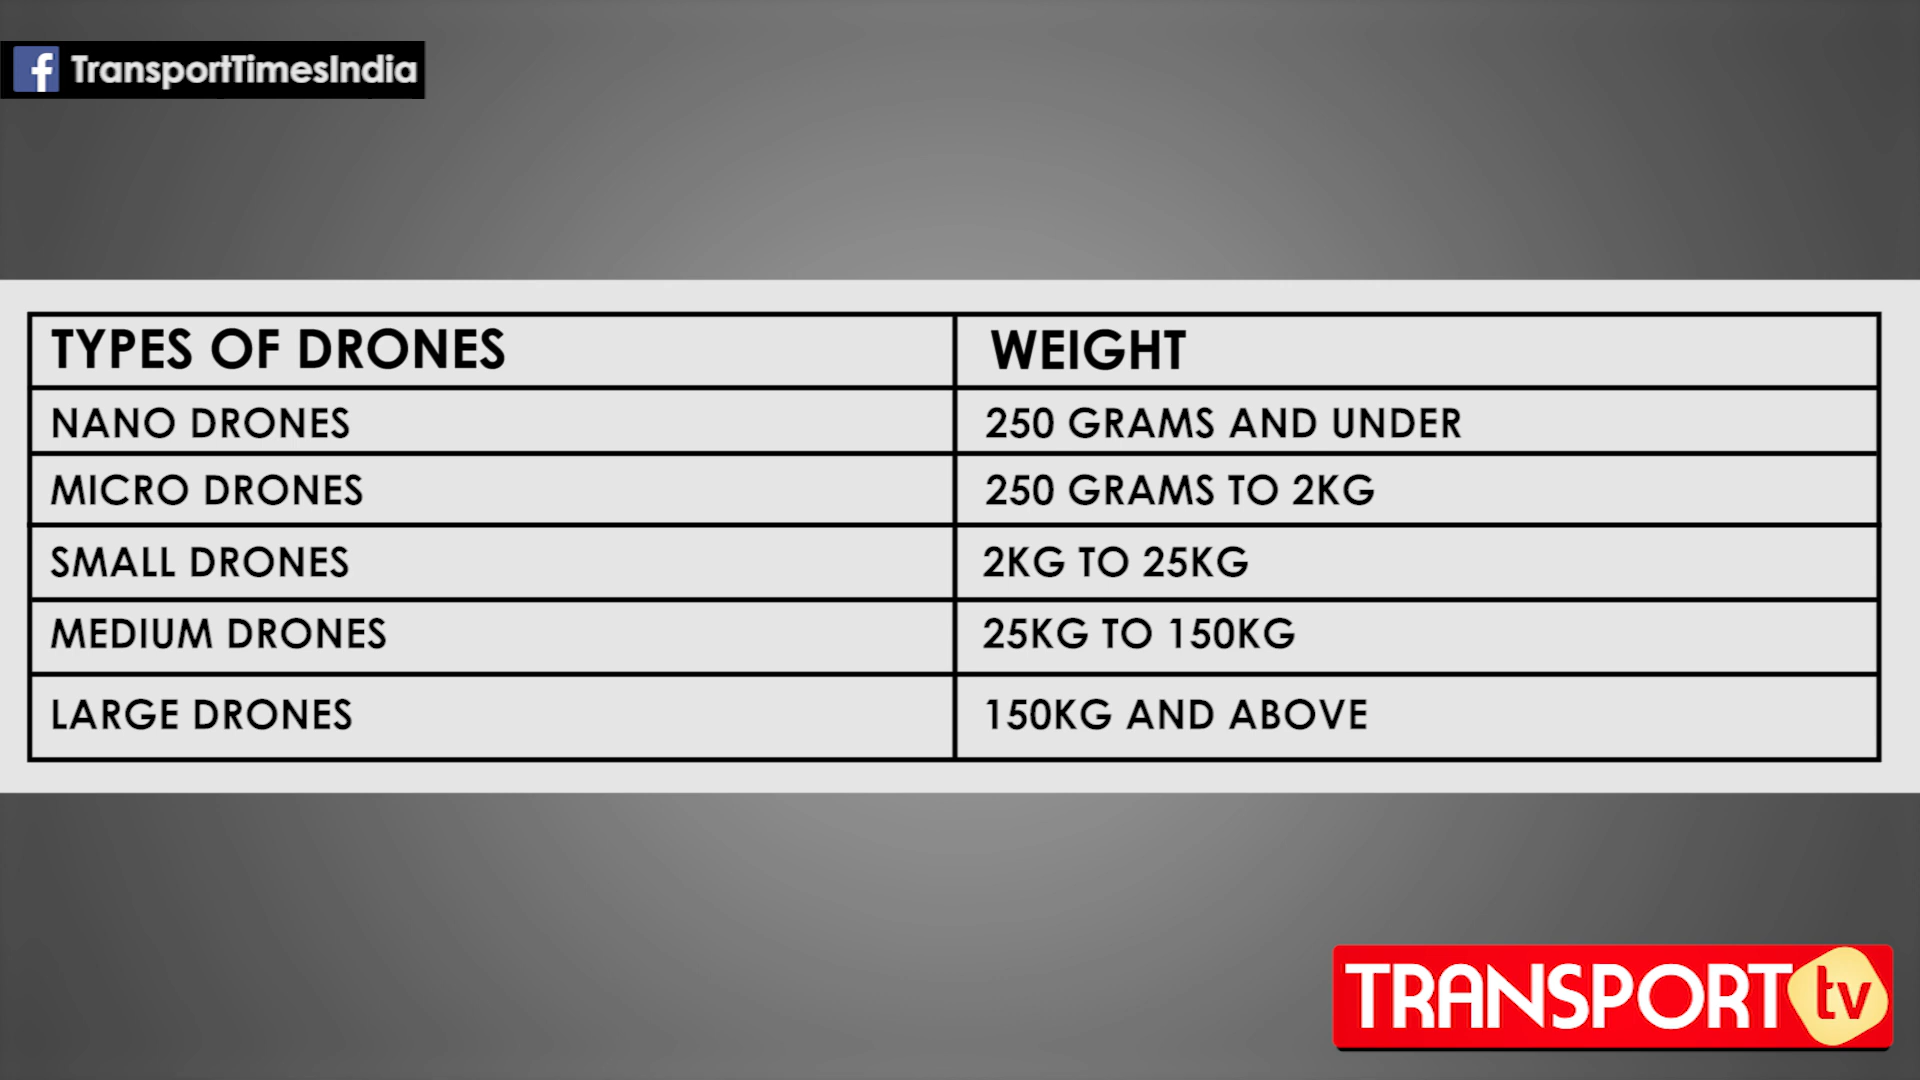 TransportTimesIndia
TYPES OF DRONES WEIGHT
NANO DRONES 250 GRAMS AND UNDER
MICRO DRONES 250 GRAMS TO 2KG
SMALL DRONES 2KG TO 25KG
MEDIUM DRONES 25KG TO 150KG
LARGE DRONES 150KG AND ABOVE
TRANSPORT tv